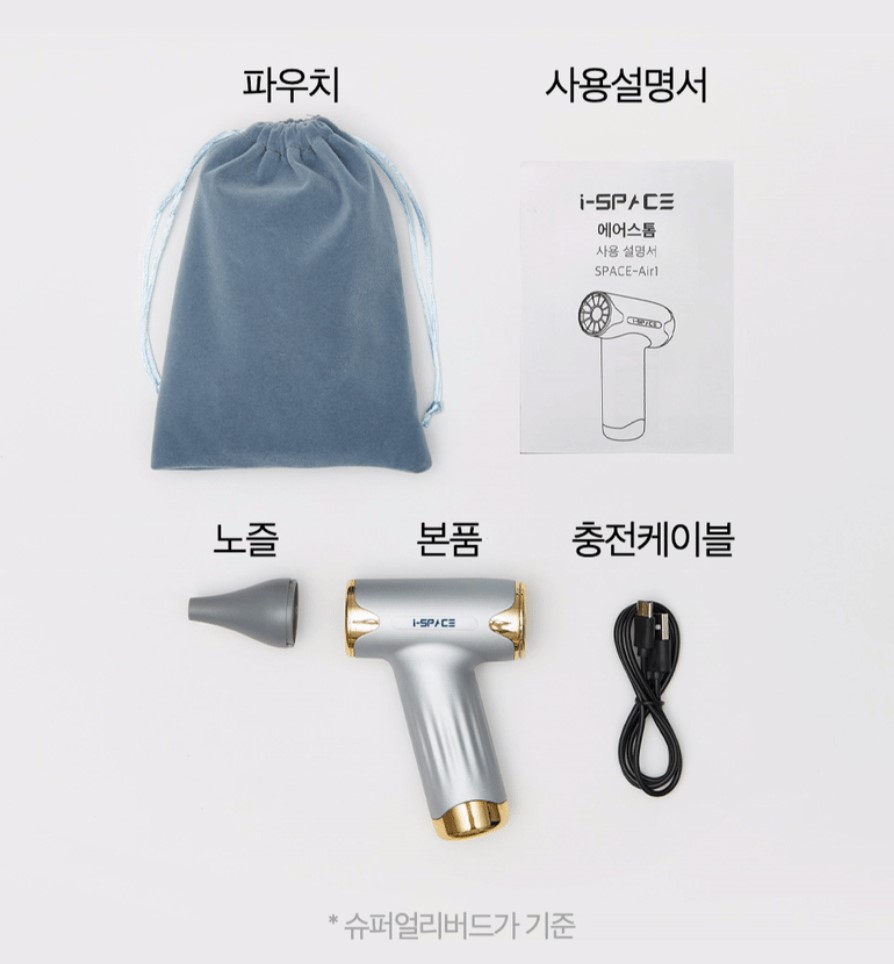 파우치
사용설명서
i-SPACE
에어스톰
사용 설명서
SPACE-Air1
i-SPACE
노즐
본품
충전케이블
i-SPACE
* 슈퍼얼리버드가 기준